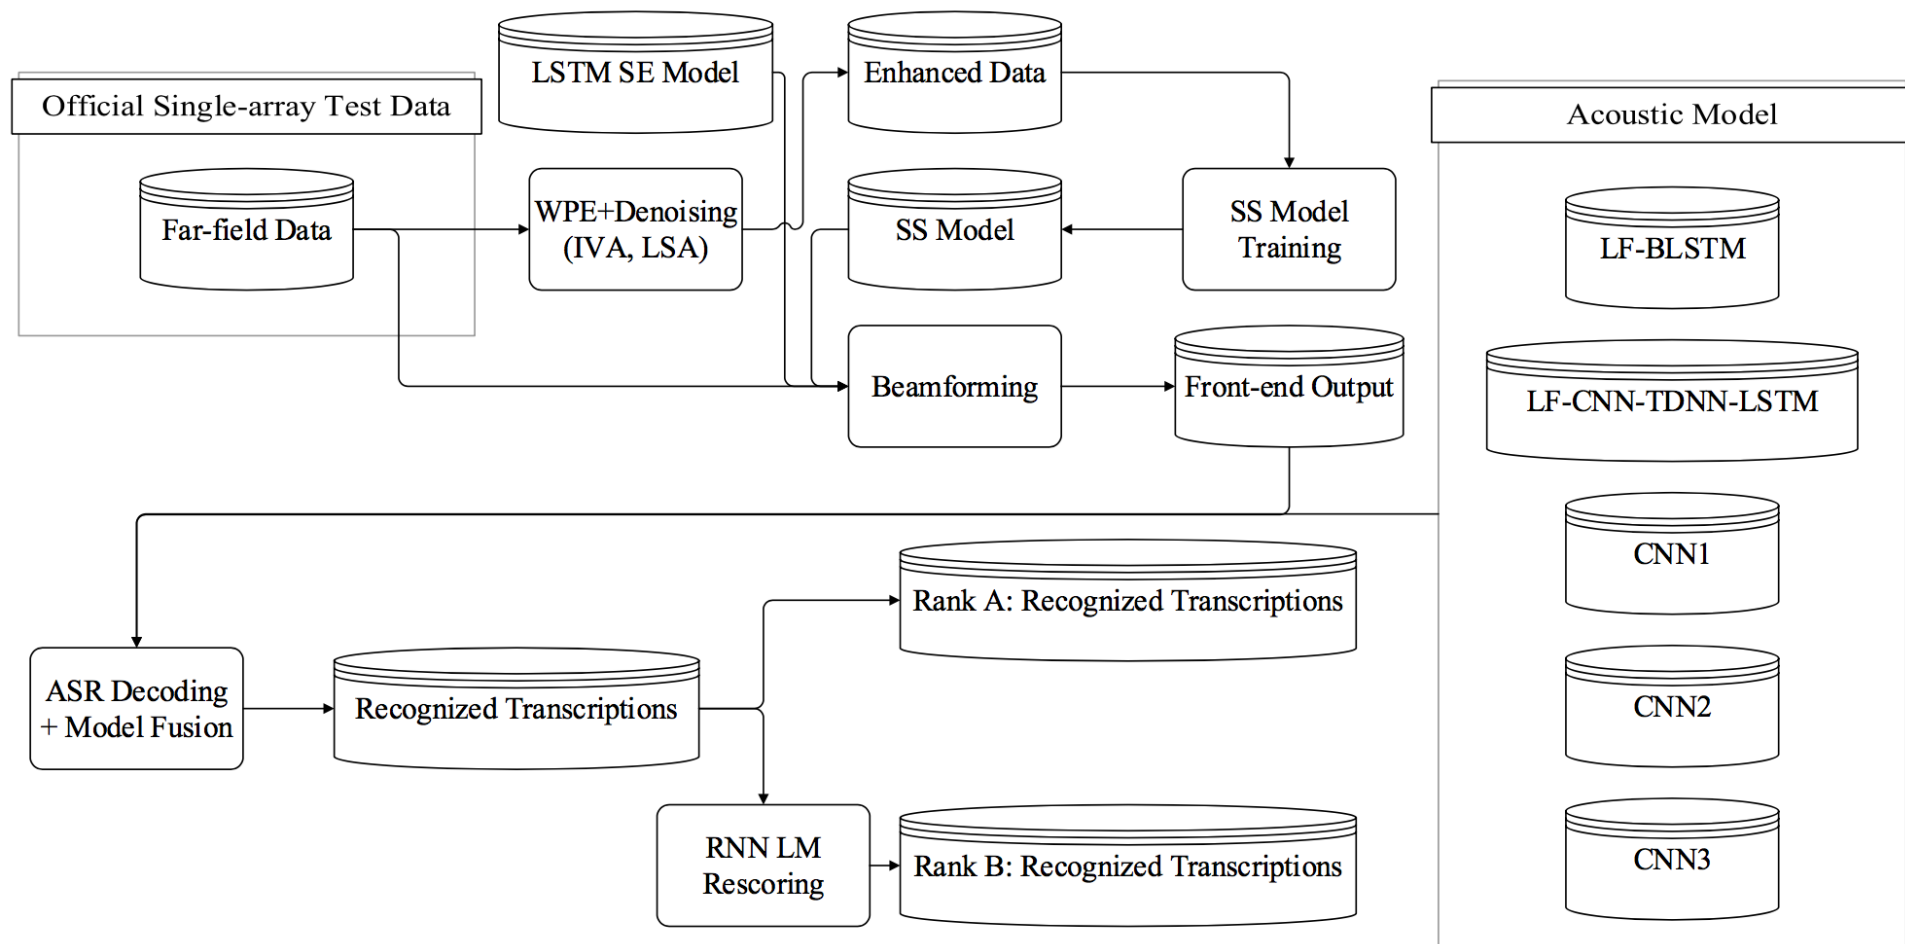 LSTM SE Model
Enhanced Data
Official Single-array Test Data
Acoustic Model
Far-field Data
WPE+Denoising
(IVA, LSA)
SS Model
SS Model
Training
LF-BLSTM
Beamforming
Front-end Output
LF-CNN-TDNN-LSTM
CNN1
Rank A: Recognized Transcriptions
ASR Decoding
+ Model Fusion
Recognized Transcriptions
CNN2
RNN LM
Rescoring
Rank B: Recognized Transcriptions
CNN3